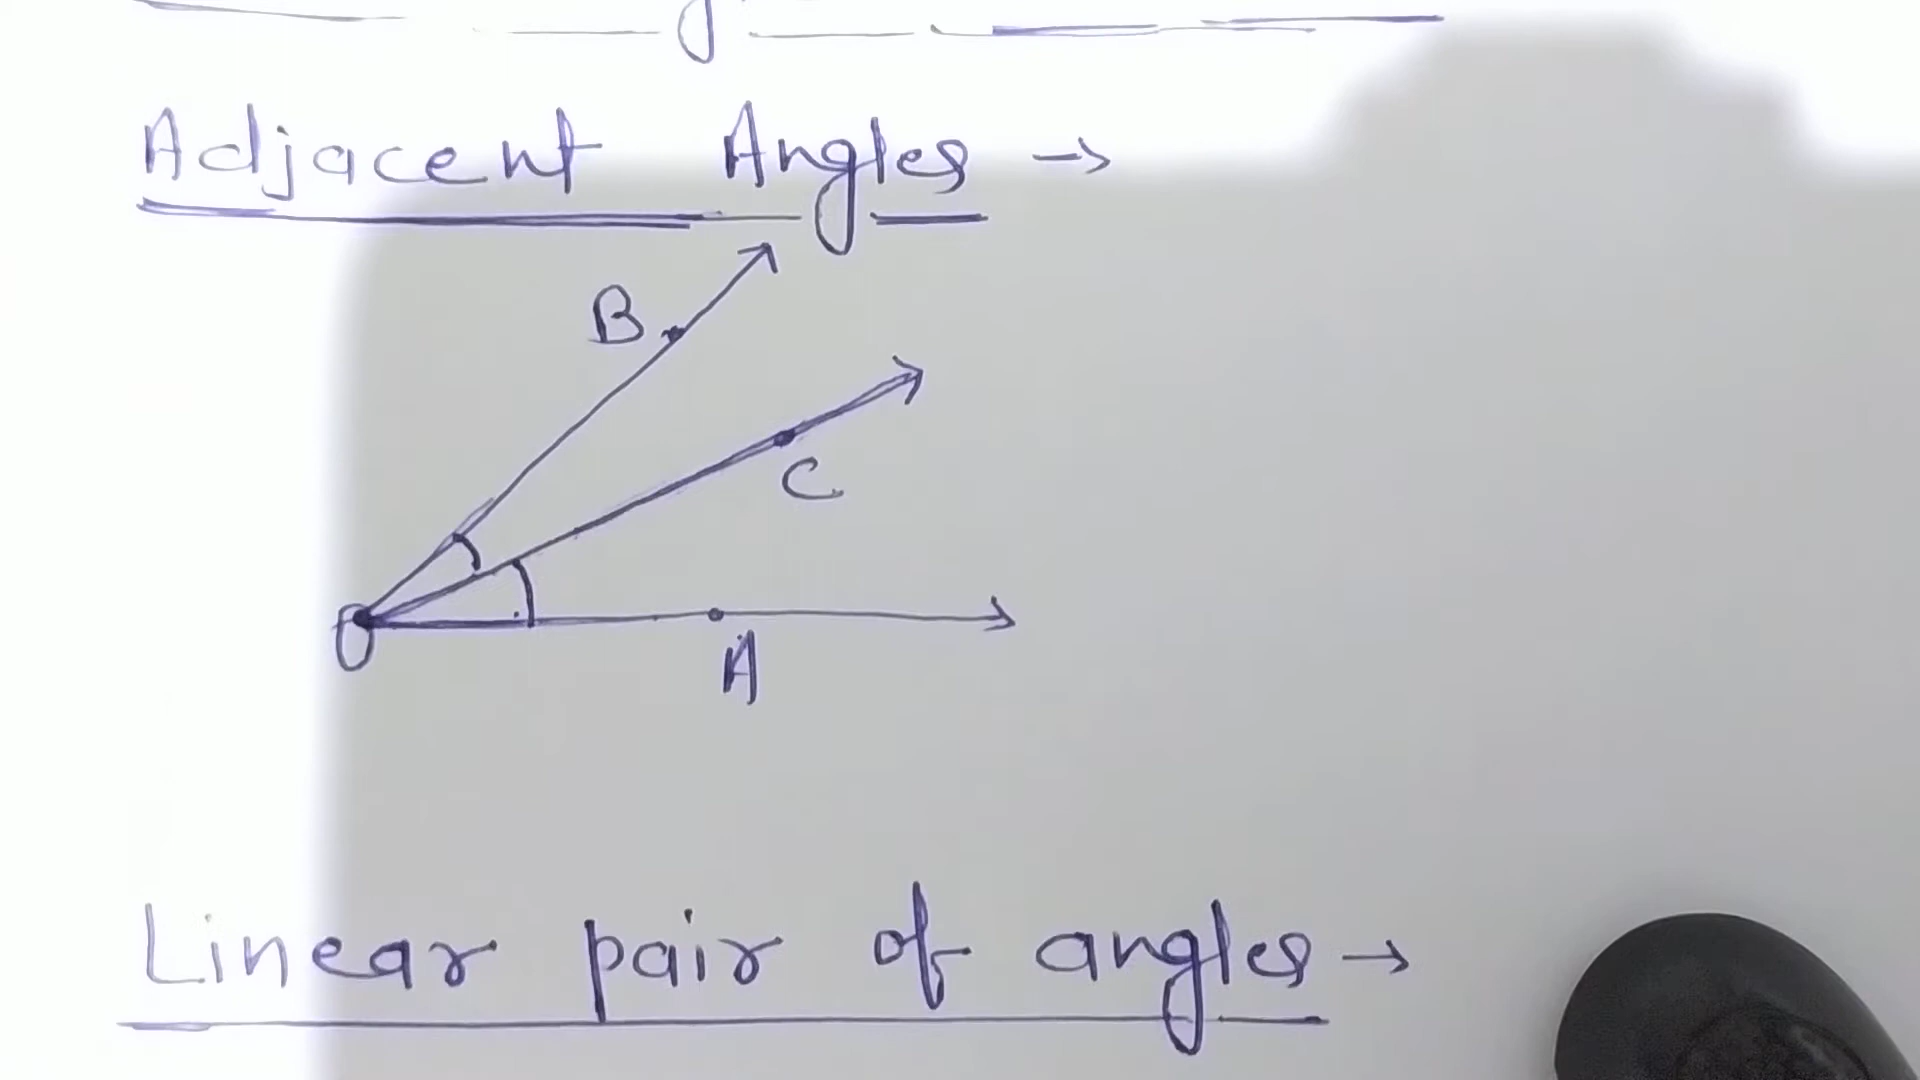 Adjacent Angles →
B
C
O
A
Linear pair of angles →